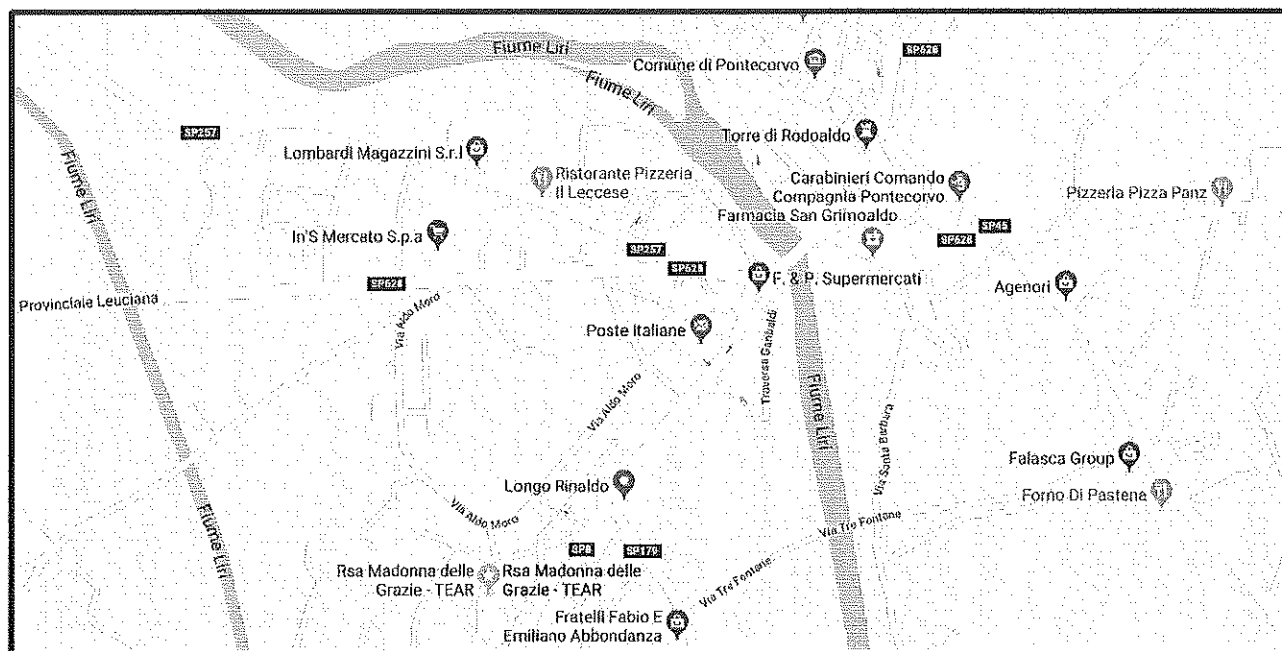 Fiume Liri
SP628
Comune di Pontecorvo
Fiume Liri
SP257
Torre di Rodoaldo
Lombardi Magazzini S.r.l
Fiume Liri
Ristorante Pizzeria
Il Leccese
Carabinieri Comando
Compagnia Pontecorvo
Pizzeria Pizza Panz
Farmacia San Grimoaldo
In'S Mercato S.p.a
SP45
SP628
SP257
SP628
F. & P. Supermercati
SP628
Agenori
Provinciale Leuciana
Via Aldo Moro
Poste Italiane
Traversa Garibaldi
Via Aldo Moro
Fiume Liri
Via Santa Barbara
Falasca Group
Longo Rinaldo
Forno Di Pastene
Via Aldo Moro
Fiume Liri
Via Tre Fontane
SP8
SP179
Rsa Madonna delle
Grazie - TEAR
Rsa Madonna delle
Grazie - TEAR
Via Tre Fontane
Fratelli Fabio E
Emiliano Abbondanza